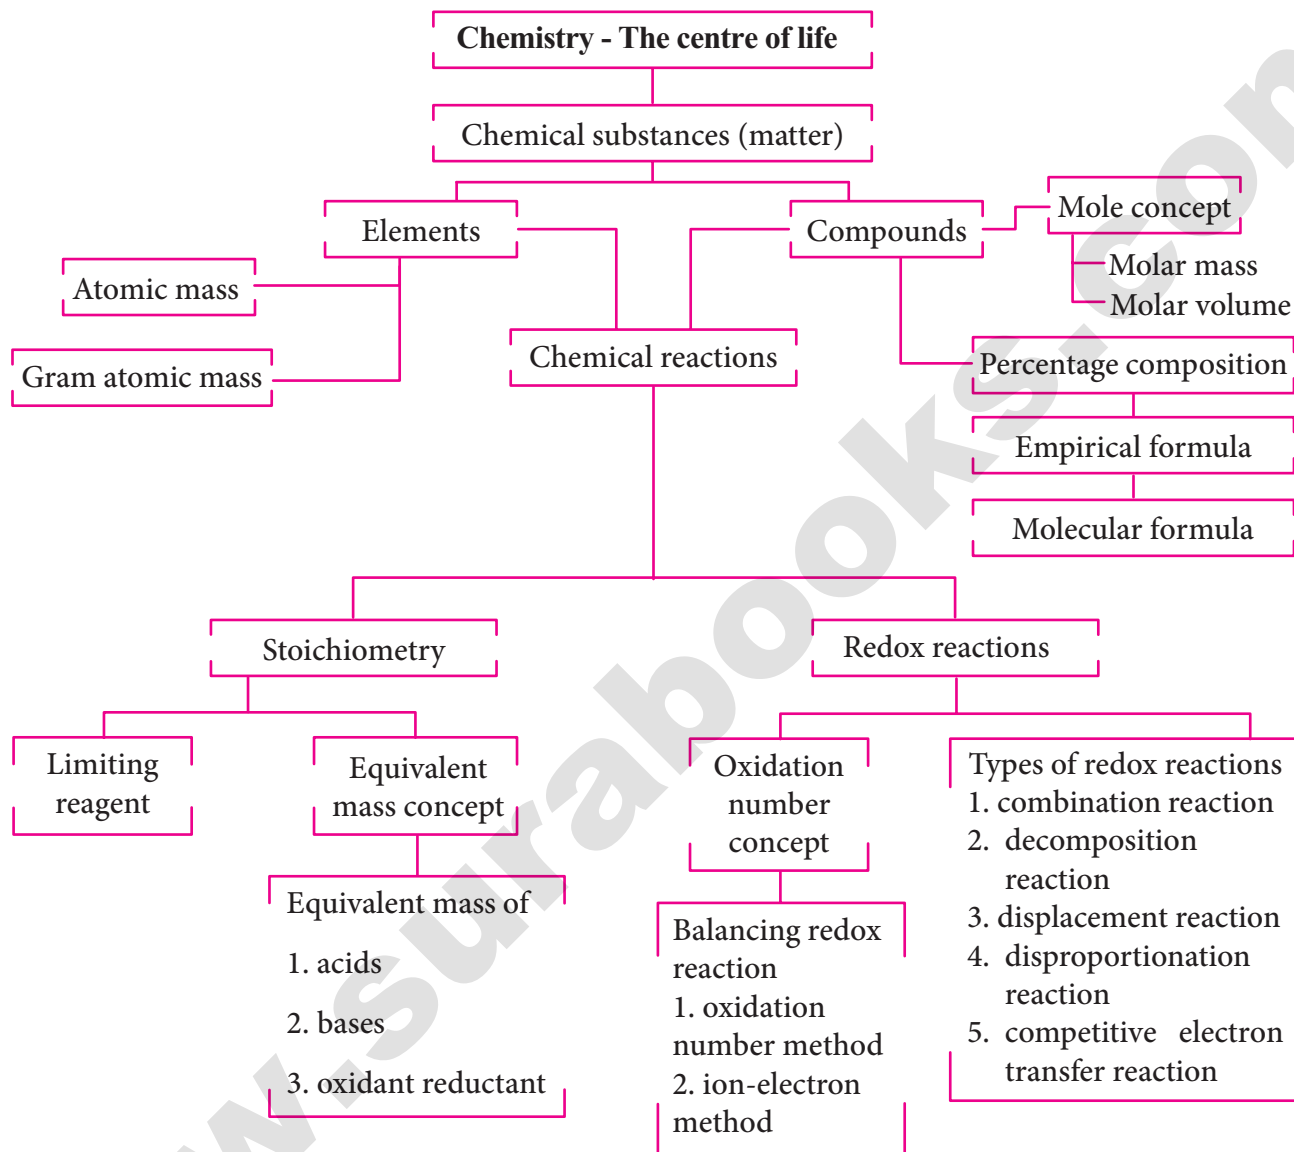 Chemistry - The centre of life
Chemical substances (matter)
Elements
Compounds
Mole concept
Molar mass
Molar volume
Atomic mass
Gram atomic mass
Chemical reactions
Percentage composition
Empirical formula
Molecular formula
Stoichiometry
Redox reactions
Limiting
reagent
Equivalent
mass concept
Equivalent mass of
1. acids
2. bases
3. oxidant reductant
Oxidation
number
concept
Balancing redox
reaction
1. oxidation
number method
2. ion-electron
method
Types of redox reactions
1. combination reaction
2. decomposition
reaction
3. displacement reaction
4. disproportionation
reaction
5. competitive electron
transfer reaction
w.surabooks.com